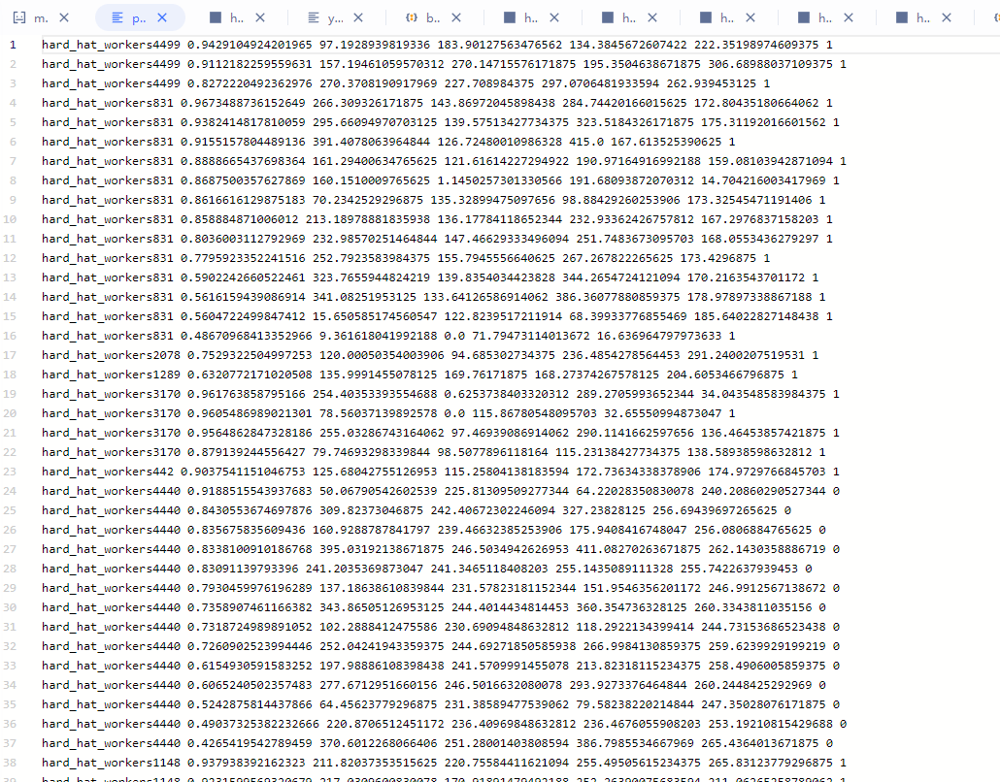 m. p.. h.. y... b.. h.. h.. h.. h.. h..
1 hard_hat_workers4499 0.9429104924201965 97.1928939819336 183.90127563476562 134.3845672607422 222.35198974609375 1
2 hard_hat_workers4499 0.9112182259559631 157.19461059570312 270.14715576171875 195.3504638671875 306.68988037109375 1
3 hard_hat_workers4499 0.8272220492362976 270.3708190917969 227.708984375 297.0706481933594 262.939453125 1
4 hard_hat_workers831 0.9673488736152649 266.309326171875 143.86972045898438 284.74420166015625 172.80435180664062 1
5 hard_hat_workers831 0.9382414817810059 295.66094970703125 139.57513427734375 323.5184326171875 175.31192016601562 1
6 hard_hat_workers831 0.9155157804489136 391.4078063964844 126.72480010986328 415.0 167.613525390625 1
7 hard_hat_workers831 0.8888665437698364 161.29400634765625 121.61614227294922 190.97164916992188 159.08103942871094 1
8 hard_hat_workers831 0.8687500357627869 160.1510009765625 1.1450257301330566 191.68093872070312 14.704216003417969 1
9 hard_hat_workers831 0.8616616129875183 70.2342529296875 135.32899475097656 98.88429260253906 173.32545471191406 1
10 hard_hat_workers831 0.858884871006012 213.18978881835938 136.17784118652344 232.93362426757812 167.2976837158203 1
11 hard_hat_workers831 0.8036003112792969 232.98570251464844 147.46629333496094 251.7483673095703 168.0553436279297 1
12 hard_hat_workers831 0.7795923352241516 252.7923583984375 155.7945556640625 267.267822265625 173.4296875 1
13 hard_hat_workers831 0.5902242660522461 323.7655944824219 139.8354034423828 344.2654724121094 170.2163543701172 1
14 hard_hat_workers831 0.5616159439086914 341.08251953125 133.64126586914062 386.36077880859375 178.97897338867188 1
15 hard_hat_workers831 0.5604722499847412 15.650585174560547 122.8239517211914 68.39933776855469 185.64022827148438 1
16 hard_hat_workers831 0.48670968413352966 9.361618041992188 0.0 71.79473114013672 16.636964797973633 1
17 hard_hat_workers2078 0.7529322504997253 120.00050354003906 94.685302734375 236.4854278564453 291.2400207519531 1
18 hard_hat_workers1289 0.6320772171020508 135.9991455078125 169.76171875 168.27374267578125 204.6053466796875 1
19 hard_hat_workers3170 0.961763858795166 254.40353393554688 0.6253738403320312 289.2705993652344 34.043548583984375 1
20 hard_hat_workers3170 0.9605486989021301 78.56037139892578 0.0 115.86780548095703 32.65550994873047 1
21 hard_hat_workers3170 0.9564862847328186 255.03286743164062 97.46939086914062 290.1141662597656 136.46453857421875 1
22 hard_hat_workers3170 0.879139244556427 79.74693298339844 98.5077896118164 115.23138427734375 138.58938598632812 1
23 hard_hat_workers442 0.9037541151046753 125.68042755126953 115.25804138183594 172.73634338378906 174.9729766845703 1
24 hard_hat_workers4440 0.9188515543937683 50.06790542602539 225.81309509277344 64.22028350830078 240.20860290527344 0
25 hard_hat_workers4440 0.8430553674697876 309.82373046875 242.40672302246094 327.23828125 256.69439697265625 0
26 hard_hat_workers4440 0.835675835609436 160.9288787841797 239.46632385253906 175.9408416748047 256.0806884765625 0
27 hard_hat_workers4440 0.8338100910186768 395.03192138671875 246.5034942626953 411.08270263671875 262.1430358886719 0
28 hard_hat_workers4440 0.83091139793396 241.2035369873047 241.3465118408203 255.1435089111328 255.7422637939453 0
29 hard_hat_workers4440 0.7930459976196289 137.18638610839844 231.57823181152344 151.9546356201172 246.9912567138672 0
30 hard_hat_workers4440 0.7358907461166382 343.86505126953125 244.4014434814453 360.354736328125 260.3343811035156 0
31 hard_hat_workers4440 0.7318724989891052 102.2888412475586 230.69094848632812 118.2922134399414 244.73153686523438 0
32 hard_hat_workers4440 0.7260902523994446 252.04241943359375 244.69271850585938 266.9984130859375 259.6239929199219 0
33 hard_hat_workers4440 0.6154930591583252 197.98886108398438 241.5709991455078 213.82318115234375 258.4906005859375 0
34 hard_hat_workers4440 0.6065240502357483 277.6712951660156 246.5016632080078 293.9273376464844 260.2448425292969 0
35 hard_hat_workers4440 0.5242875814437866 64.45623779296875 231.38589477539062 79.58238220214844 247.35028076171875 0
36 hard_hat_workers4440 0.49037325382232666 220.8706512451172 236.40969848632812 236.4676055908203 253.19210815429688 0
37 hard_hat_workers4440 0.4265419542789459 370.6012268066406 251.28001403808594 386.7985534667969 265.4364013671875 0
38 hard_hat_workers1148 0.937938392162323 211.82037353515625 220.75584411621094 255.49505615234375 265.83123779296875 1